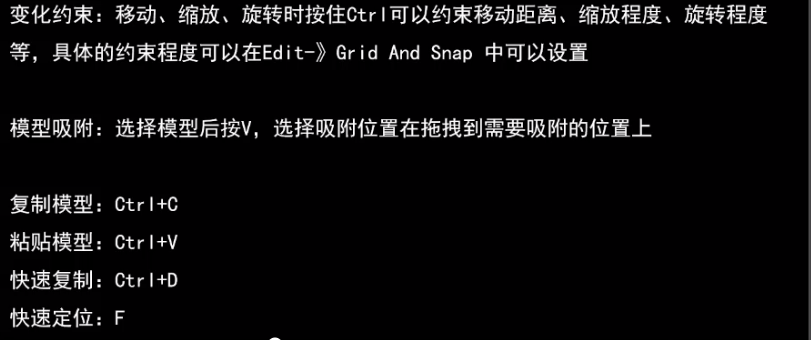 变化约束：移动、缩放、旋转时按住Ctrl可以约束移动距离、缩放程度、旋转程度
等，具体的约束程度可以在Edit-》Grid And Snap 中可以设置
模型吸附：选择模型后按V，选择吸附位置在拖拽到需要吸附的位置上
复制模型：Ctrl+C
粘贴模型：Ctrl+V
快速复制：Ctrl+D
快速定位：F